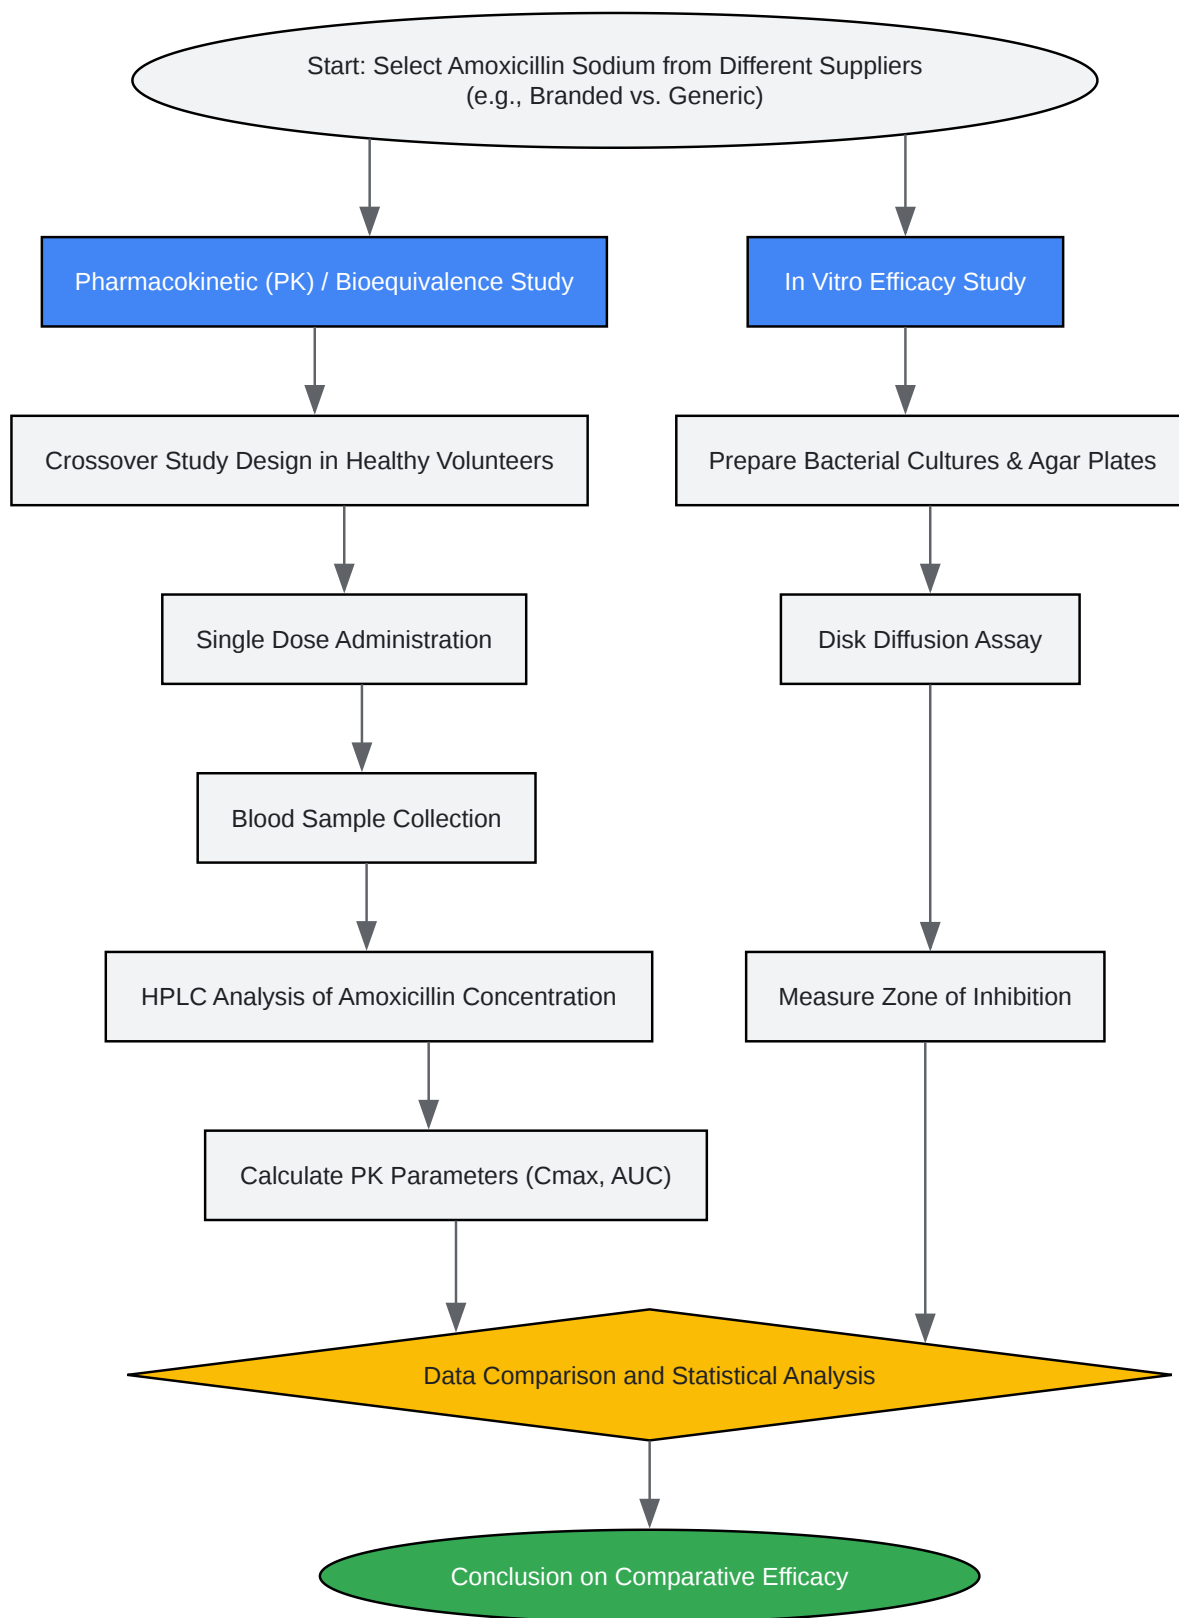 Start: Select Amoxicillin Sodium from Different Suppliers
(e.g., Branded vs. Generic)
Pharmacokinetic (PK) / Bioequivalence Study
In Vitro Efficacy Study
Crossover Study Design in Healthy Volunteers
Prepare Bacterial Cultures & Agar Plates
Single Dose Administration
Disk Diffusion Assay
Blood Sample Collection
HPLC Analysis of Amoxicillin Concentration
Measure Zone of Inhibition
Calculate PK Parameters (Cmax, AUC)
Data Comparison and Statistical Analysis
Conclusion on Comparative Efficacy